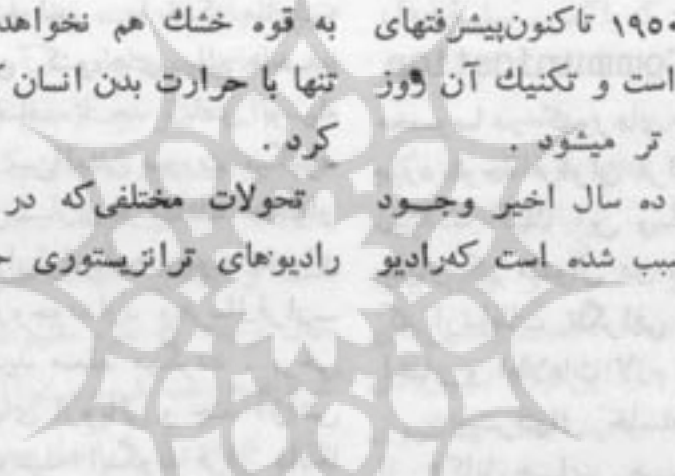 ۱۹۵۰ تاکنون‌پیشرفتهای
است و تکنیك آن روز
تر میشود .
ده سال اخیر وجـود
سبب شده است که‌رادیو
به قوه خشك هم نخواهد
تنها با حرارت بدن انسان
کرد .
تحولات مختلفی‌که در
رادیوهای ترانزیستوری